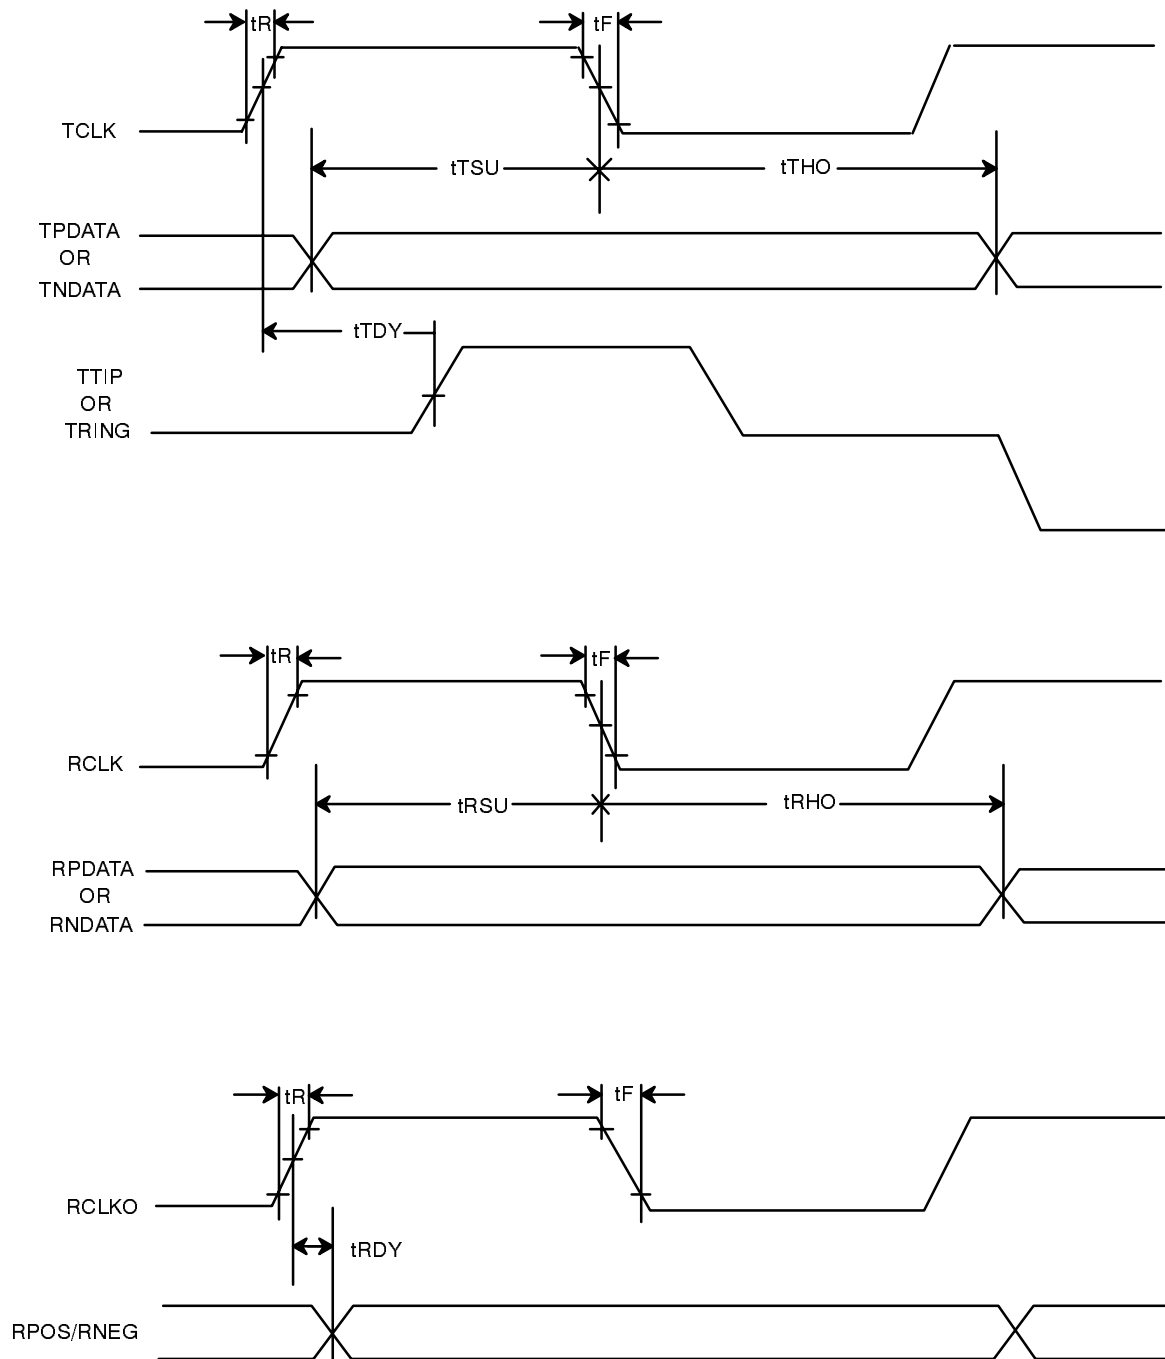 tR
tF
TCLK
tTSU
tTHO
TPDATA
OR
TNDATA
tTDY
TTIP
OR
TRING
tR
tF
RCLK
tRSU
tRHO
RPDATA
OR
RNDATA
tR
tF
RCLKO
tRDY
RPOS/RNEG